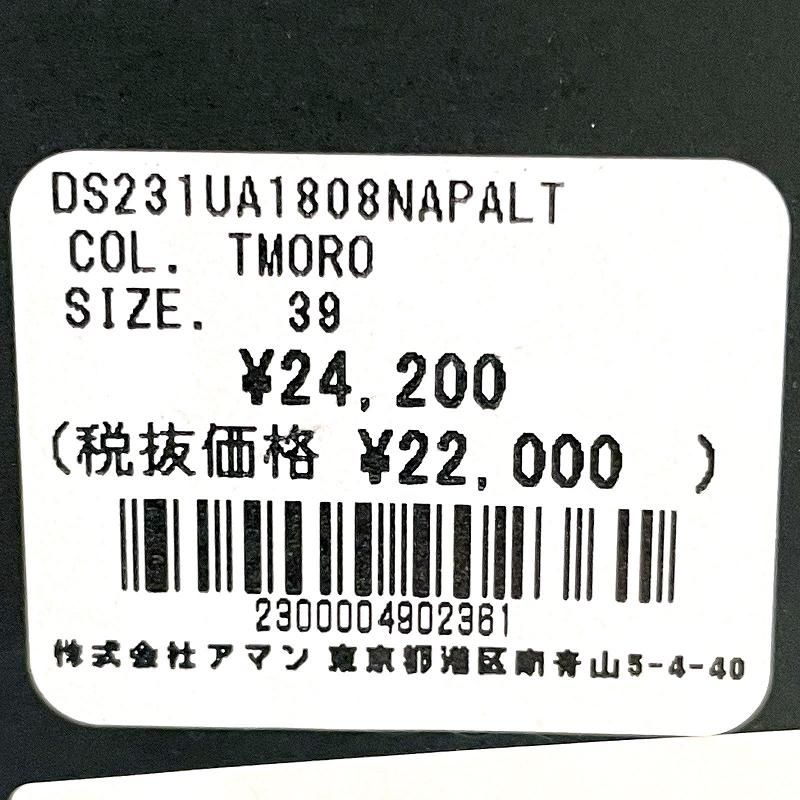 DS231UA1808NAPALT
COL. TMORO
SIZE. 39
¥24,200
(税抜価格 ¥22,000 )
2300004902361
株式会社アマン 東京都港区南青山5-4-40